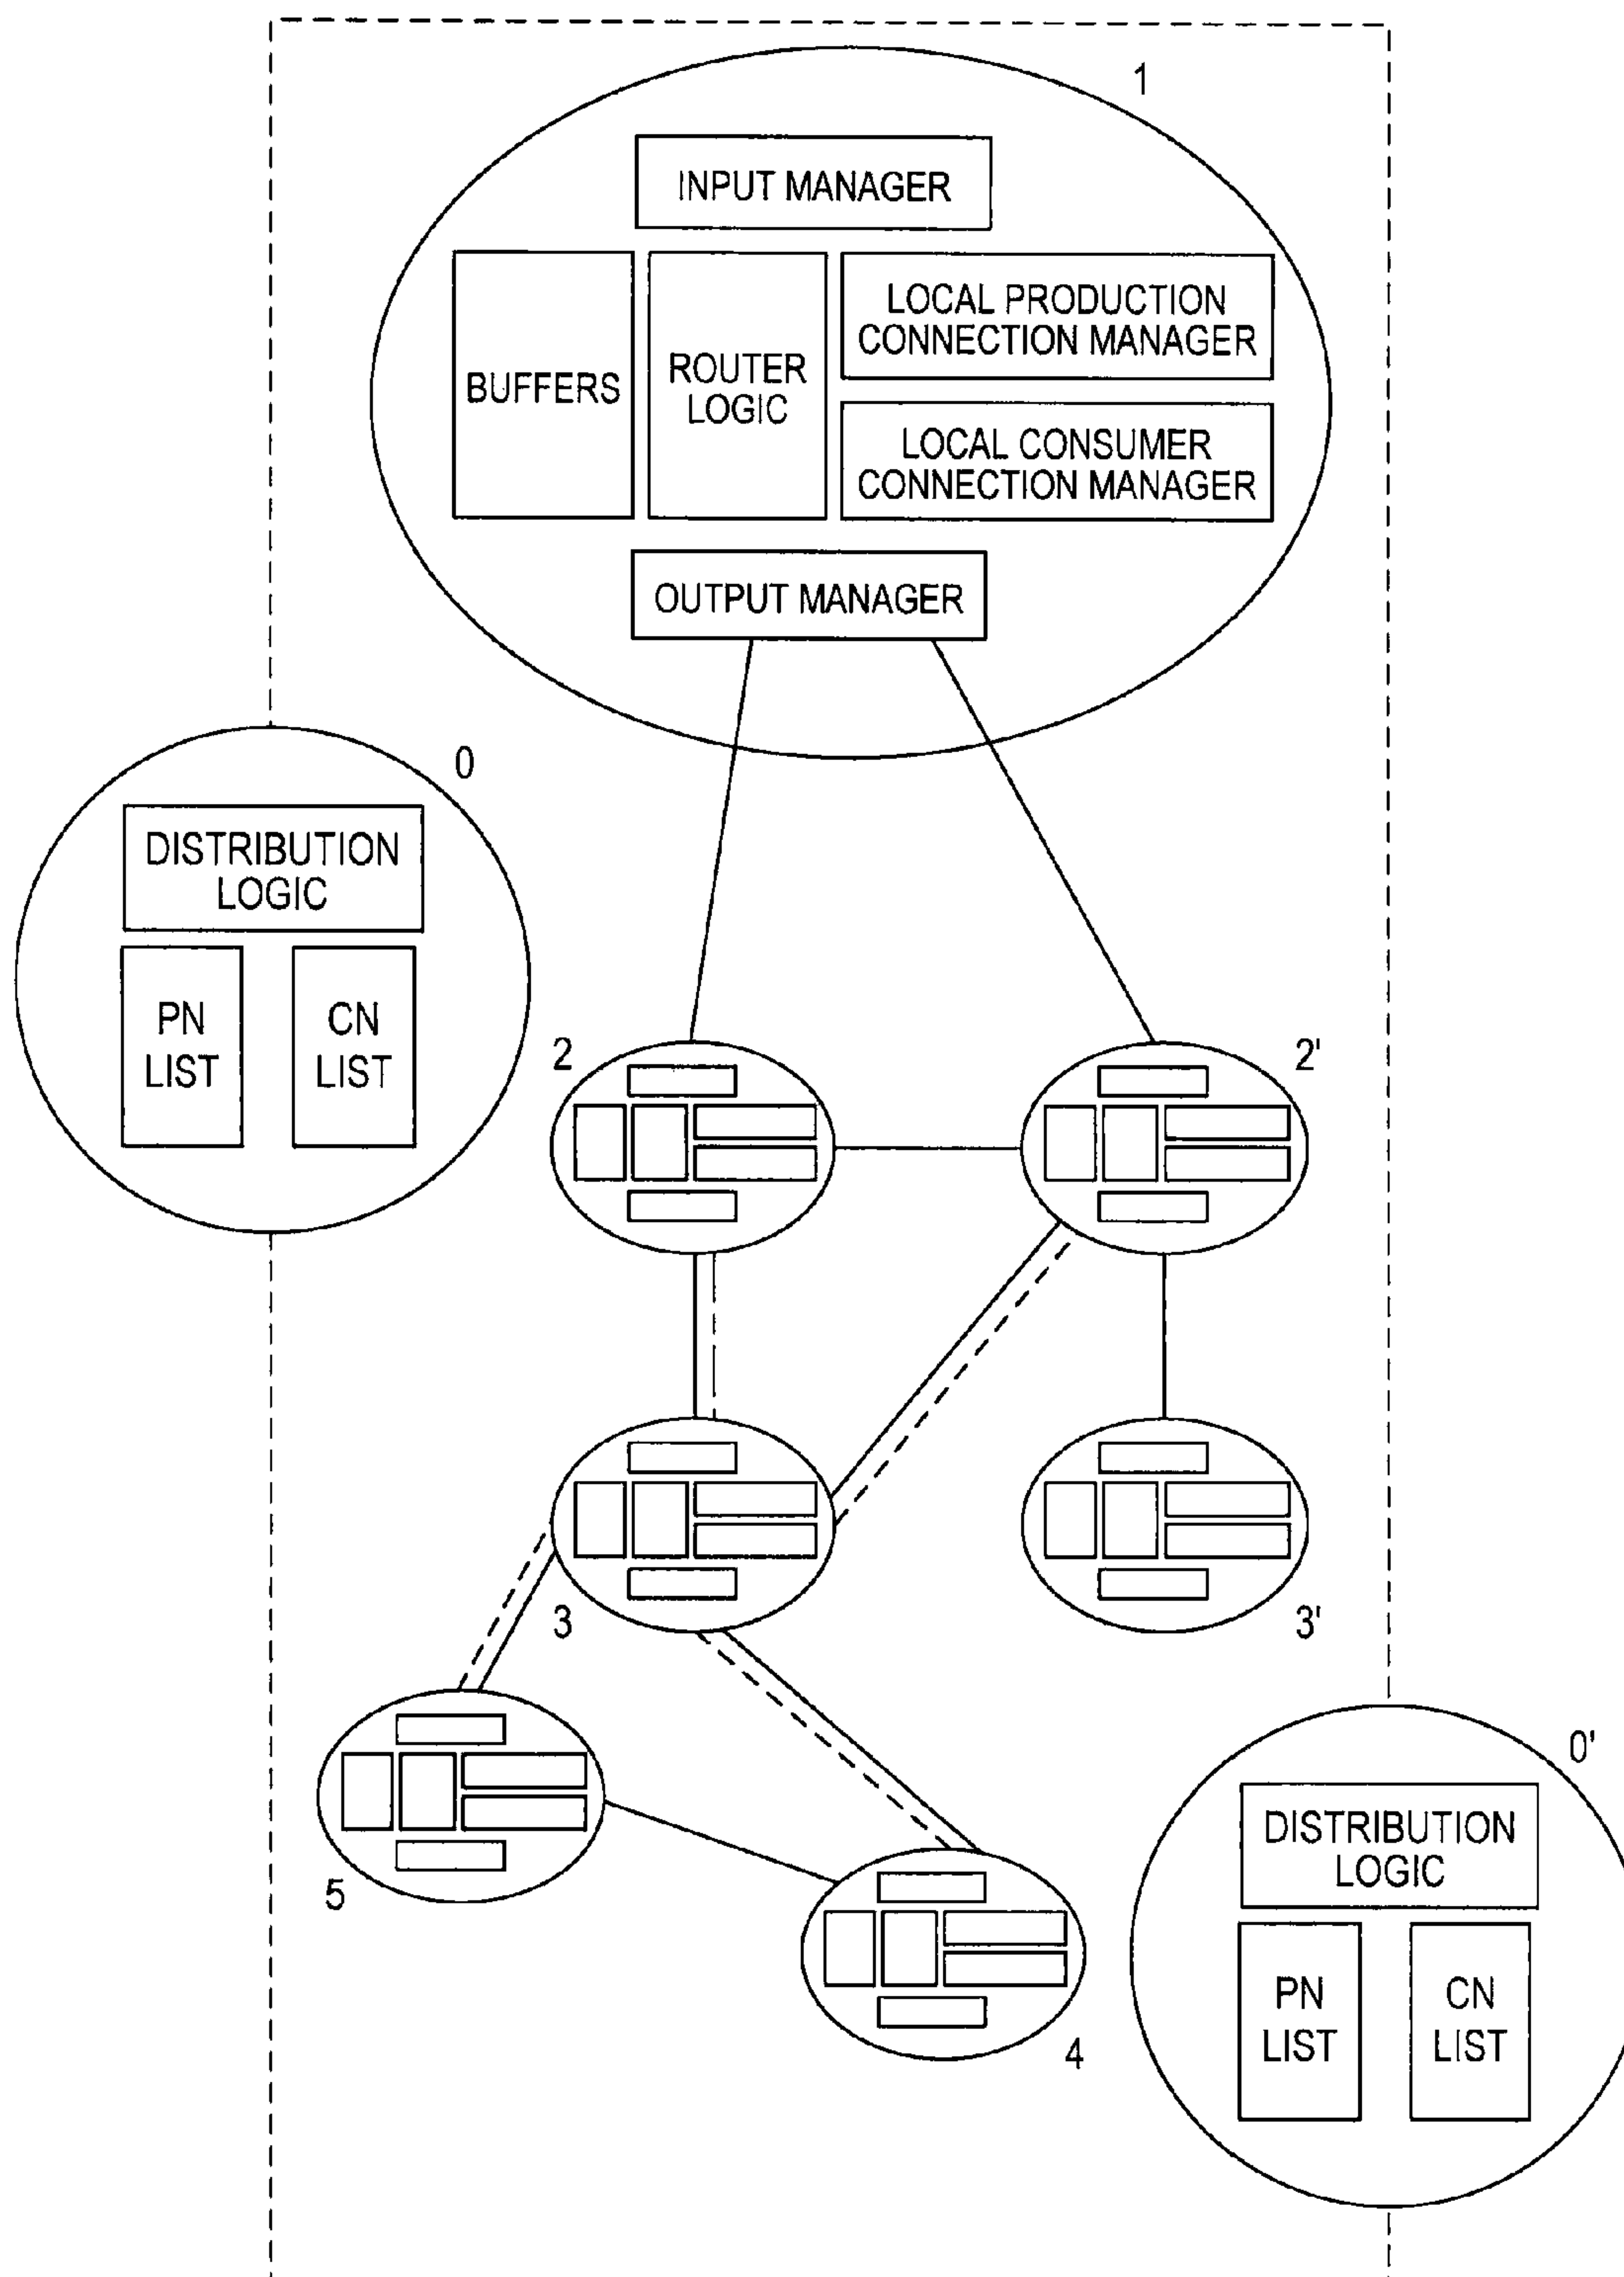 1
INPUT MANAGER
BUFFERS
ROUTER
LOGIC
LOCAL PRODUCTION
CONNECTION MANAGER
LOCAL CONSUMER
CONNECTION MANAGER
OUTPUT MANAGER
0
DISTRIBUTION
LOGIC
PN
LIST
CN
LIST
2
2'
3
3'
5
4
0'
DISTRIBUTION
LOGIC
PN
LIST
CN
LIST